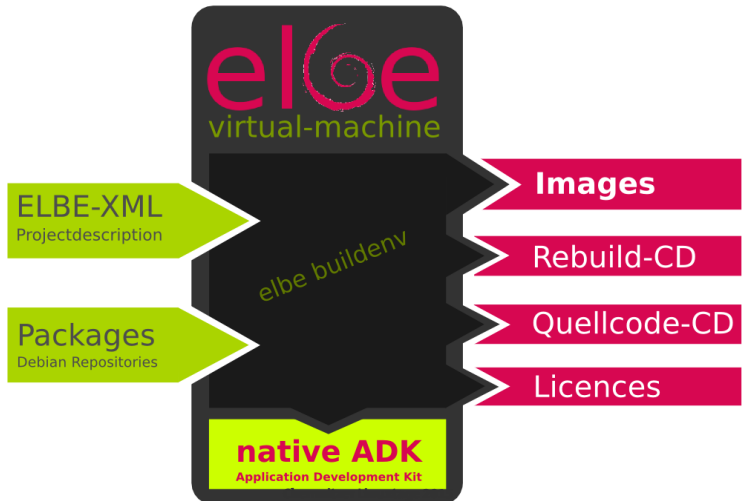 elbe
virtual-machine
ELBE-XML
Projectdescription
Packages
Debian Repositories
elbe buildenv
Images
Rebuild-CD
Quellcode-CD
Licences
native ADK
Application Development Kit